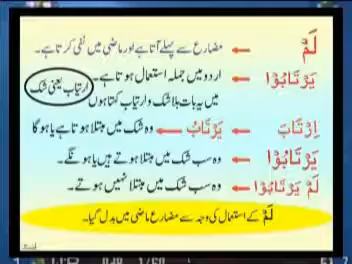 لَمْ ← مضارع سے پہلے آتا ہے اور ماضی میں نفی کرتا ہے۔
يَرْتَابُوْا ← اردو میں جملہ استعمال ہوتا ہے۔
میں یہ بات بلا شک و ارتیاب کہتا ہوں
ارتیاب یعنی شک
اِرْتَابَ يَرْتَابُ ← وہ شک میں مبتلا ہوتا ہے یا ہوگا
يَرْتَابُوْا ← وہ سب شک میں مبتلا ہوتے ہیں یا ہونگے۔
لَمْ يَرْتَابُوْا ← وہ سب شک میں مبتلا نہیں ہوتے۔
لَمْ کے استعمال کی وجہ سے مضارع ماضی میں بدل گیا۔